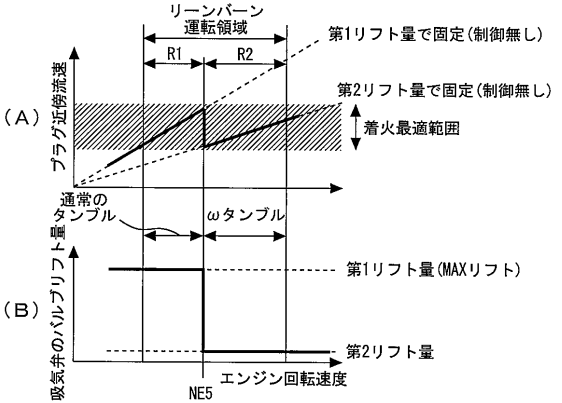 リーンバーン
運転領域
R1
R2
第1リフト量で固定(制御無し)
第2リフト量で固定(制御無し)
(A)
プラグ近傍流速
着火最適範囲
通常の
タンブル
ωタンブル
(B)
吸気弁のバルブリフト量
第1リフト量(MAXリフト)
第2リフト量
エンジン回転速度
NE5